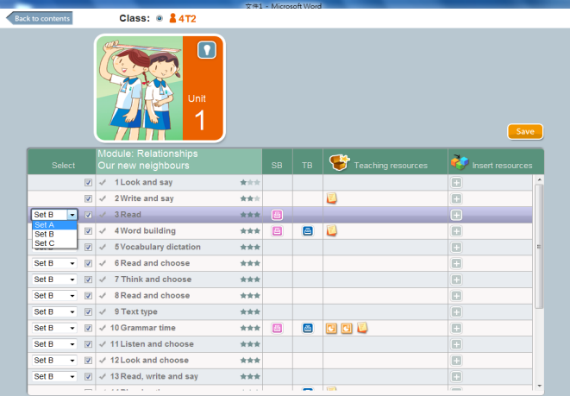 文件1 - Microsoft Word
Back to contents
Class: 4T2
Unit
1
Save
Select Module: Relationships Our new neighbours SB TB Teaching resources Insert resources
1 Look and say
2 Write and say
Set B 3 Read
Set A
Set B
Set C
4 Word building
5 Vocabulary dictation
Set B 6 Read and choose
Set B 7 Think and choose
Set B 8 Read and choose
Set B 9 Text type
Set B 10 Grammar time
Set B 11 Listen and choose
Set B 12 Look and choose
Set B 13 Read, write and say